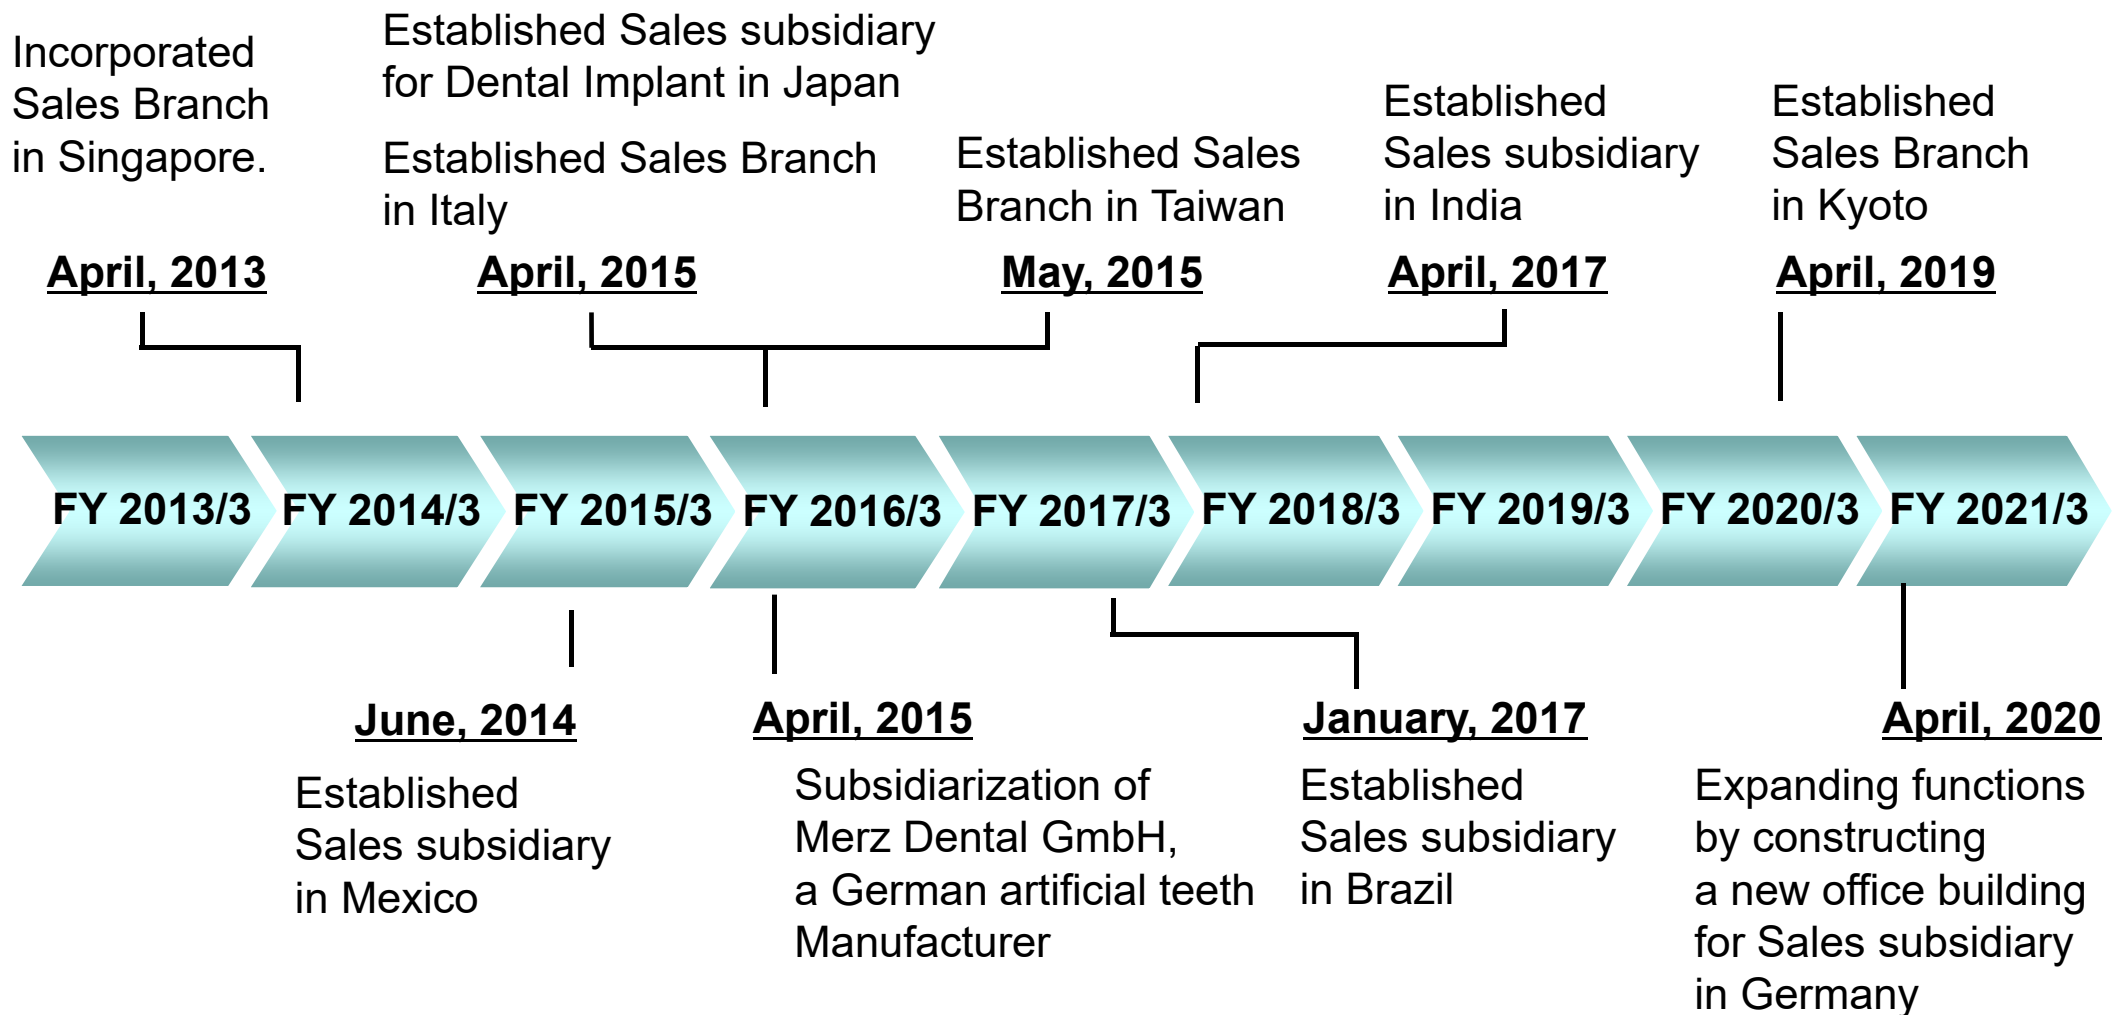 Incorporated
Sales Branch
in Singapore.
April, 2013
Established Sales subsidiary
for Dental Implant in Japan
Established Sales Branch
in Italy
April, 2015
Established Sales
Branch in Taiwan
May, 2015
Established
Sales subsidiary
in India
April, 2017
Established
Sales Branch
in Kyoto
April, 2019
FY 2013/3
FY 2014/3
FY 2015/3
FY 2016/3
FY 2017/3
FY 2018/3
FY 2019/3
FY 2020/3
FY 2021/3
June, 2014
Established
Sales subsidiary
in Mexico
April, 2015
Subsidiarization of
Merz Dental GmbH,
a German artificial teeth
Manufacturer
January, 2017
Established
Sales subsidiary
in Brazil
April, 2020
Expanding functions
by constructing
a new office building
for Sales subsidiary
in Germany